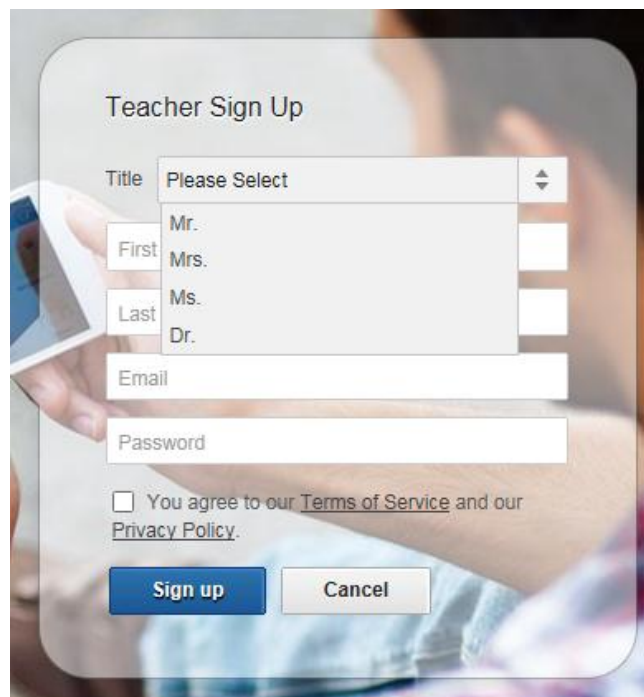 Teacher Sign Up
Title Please Select
Mr.
First
Mrs.
Ms.
Last
Dr.
Email
Password
You agree to our Terms of Service and our
Privacy Policy.
Sign up Cancel